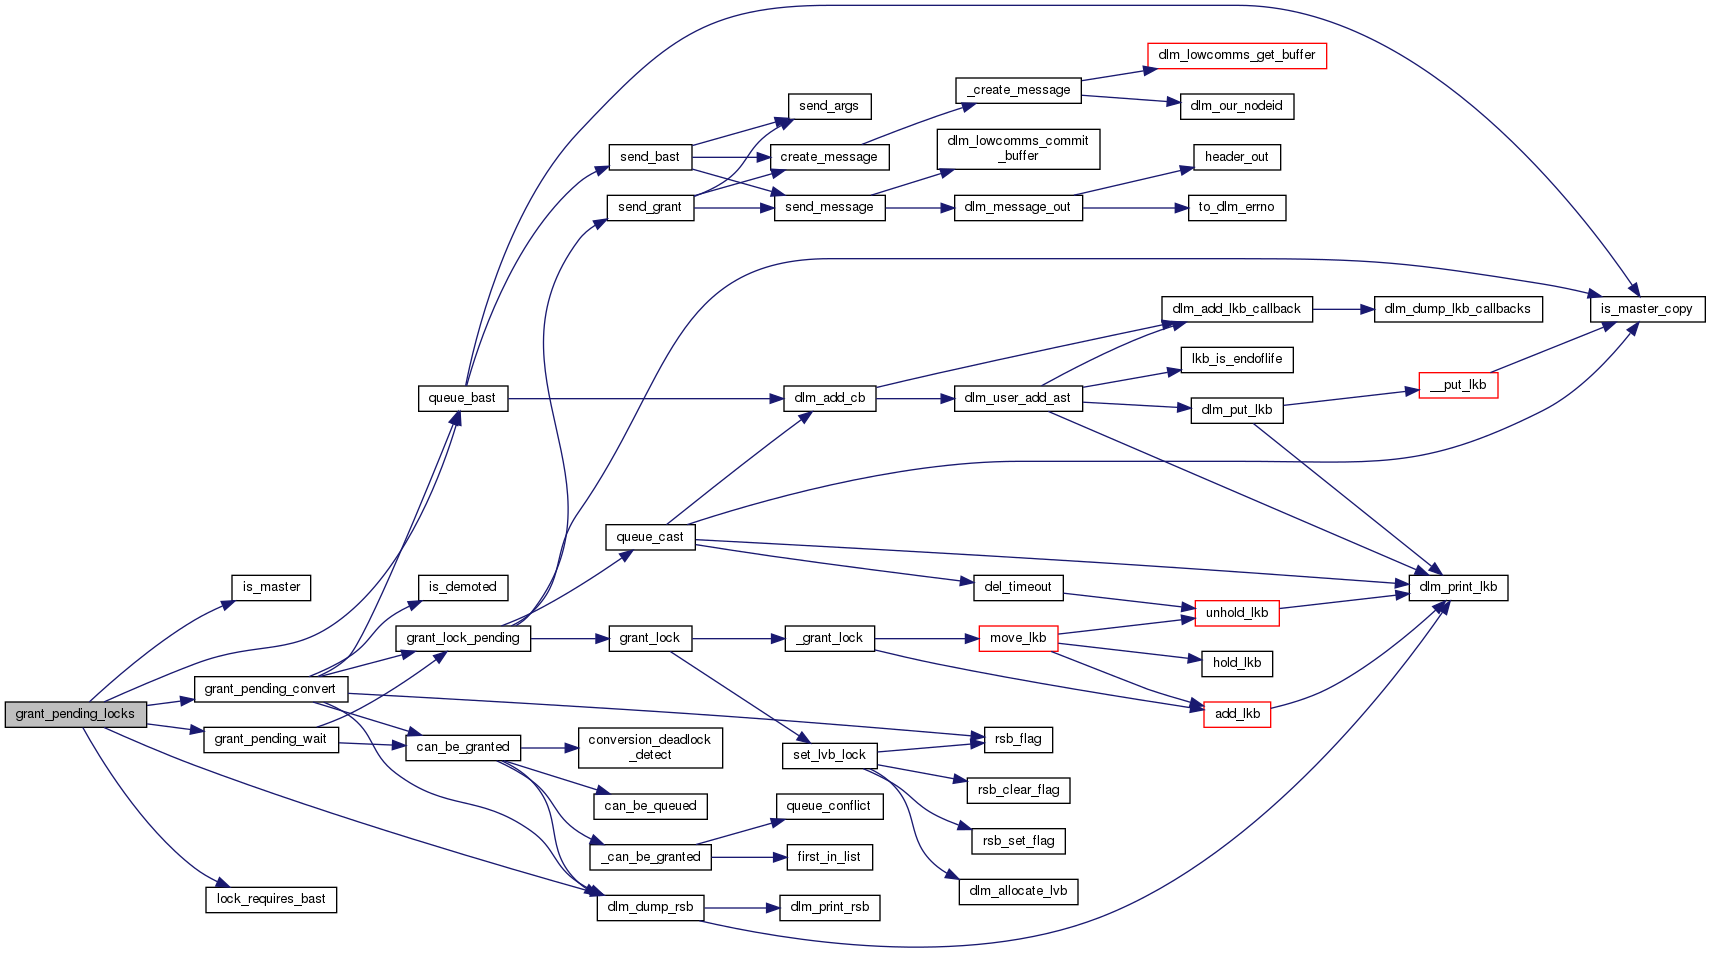 dlm_lowcomms_get_buffer
_create_message
send_args
dlm_our_nodeid
dlm_lowcomms_commit
_buffer
send_bast
create_message
header_out
send_grant
send_message
dlm_message_out
to_dlm_errno
dlm_add_lkb_callback
dlm_dump_lkb_callbacks
is_master_copy
lkb_is_endoflife
queue_bast
dlm_add_cb
dlm_user_add_ast
dlm_put_lkb
__put_lkb
queue_cast
is_master
is_demoted
del_timeout
dlm_print_lkb
unhold_lkb
grant_lock_pending
grant_lock
_grant_lock
move_lkb
hold_lkb
grant_pending_convert
grant_pending_locks
add_lkb
grant_pending_wait
can_be_granted
conversion_deadlock
_detect
set_lvb_lock
rsb_flag
rsb_clear_flag
can_be_queued
queue_conflict
rsb_set_flag
_can_be_granted
first_in_list
dlm_allocate_lvb
lock_requires_bast
dlm_dump_rsb
dlm_print_rsb